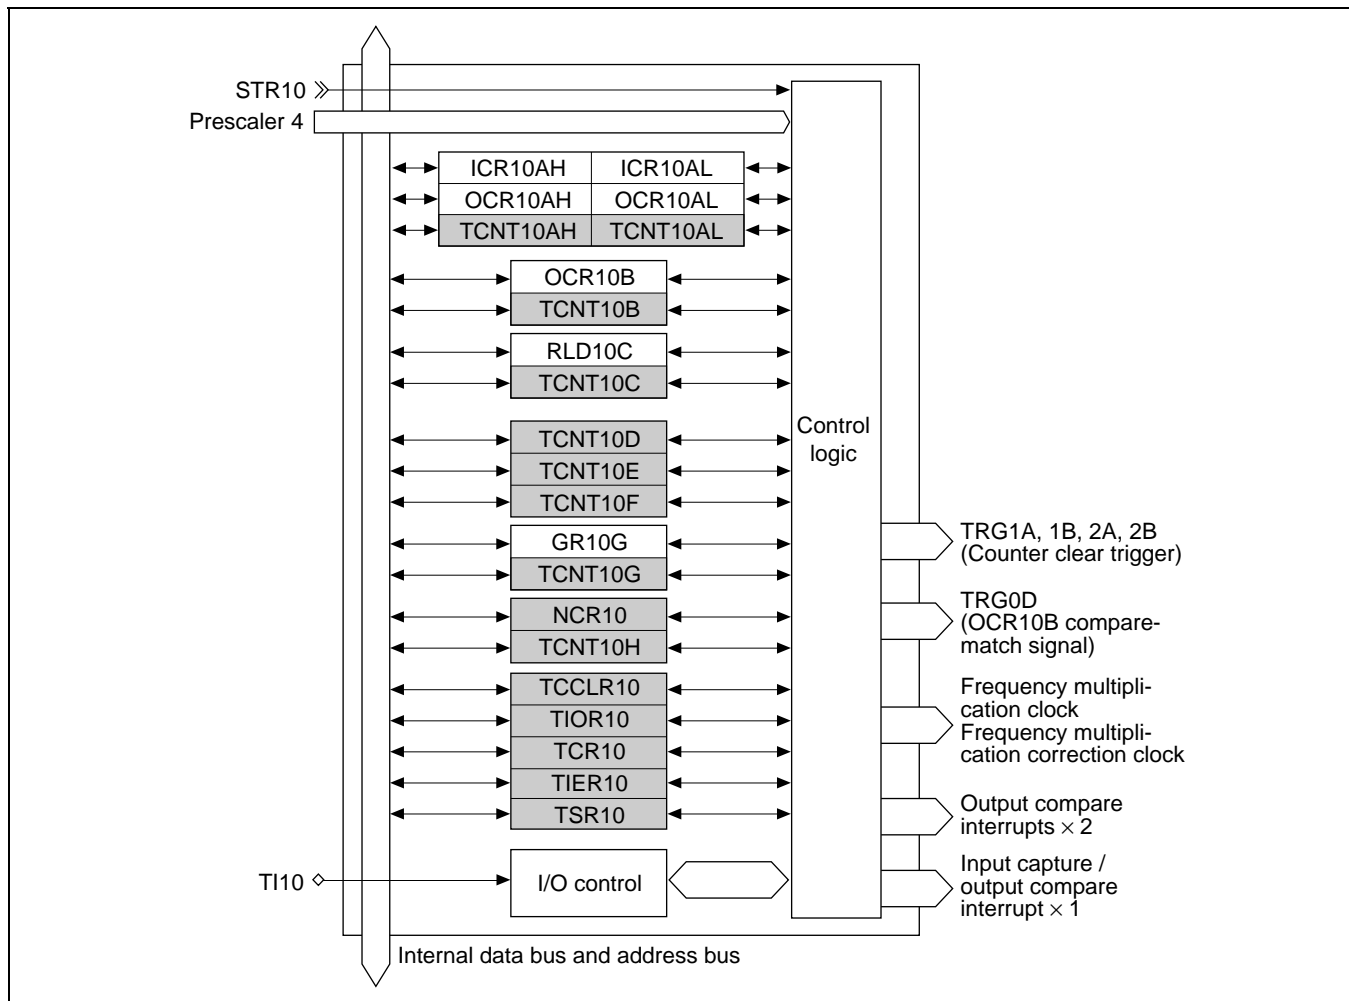 STR10
Prescaler 4
ICR10AH ICR10AL
OCR10AH OCR10AL
TCNT10AH TCNT10AL
OCR10B
TCNT10B
RLD10C
TCNT10C
TCNT10D
TCNT10E
TCNT10F
GR10G
TCNT10G
NCR10
TCNT10H
TCCLR10
TIOR10
TCR10
TIER10
TSR10
TI10
I/O control
Control
logic
TRG1A, 1B, 2A, 2B
(Counter clear trigger)
TRG0D
(OCR10B compare-
match signal)
Frequency multipli-
cation clock
Frequency multipli-
cation correction clock
Output compare
interrupts × 2
Input capture /
output compare
interrupt × 1
Internal data bus and address bus